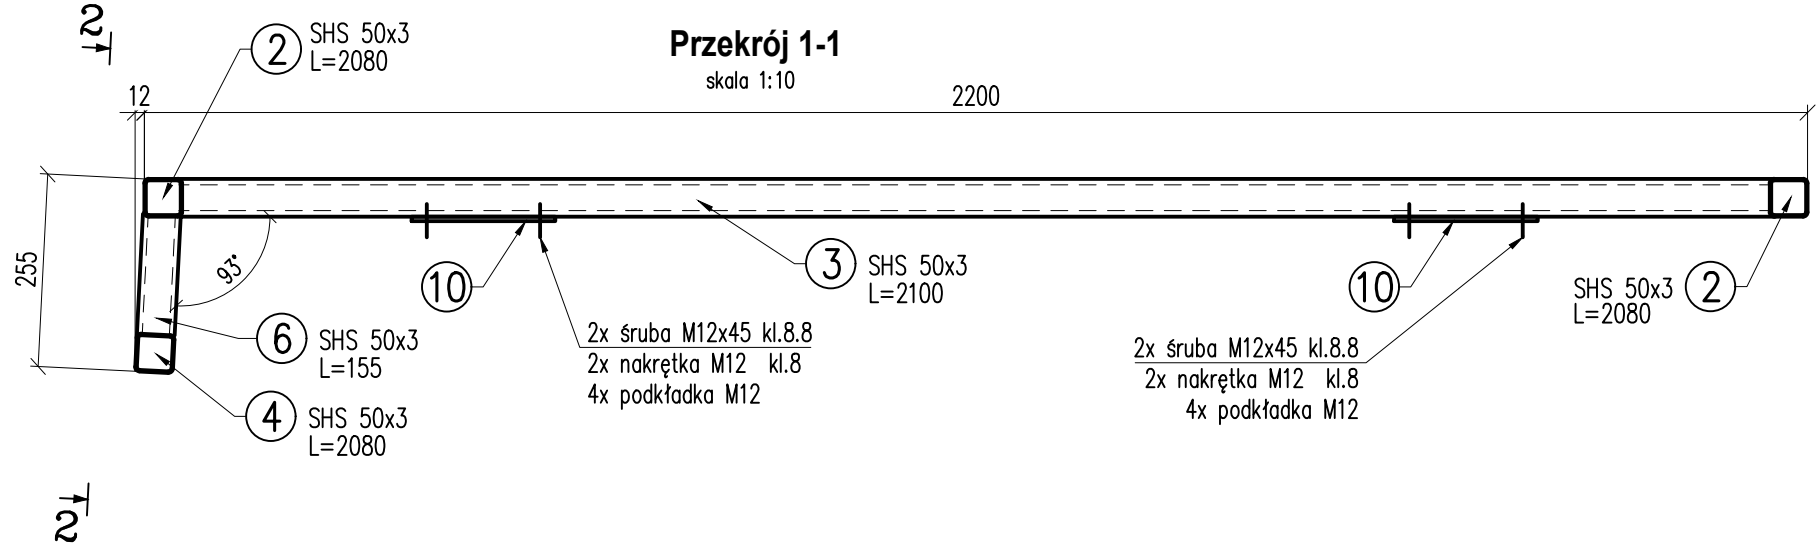 2
2
SHS 50x3
L=2080
Przekrój 1-1
skala 1:10
12
2200
255
93°
10
3
SHS 50x3
L=2100
10
SHS 50x3
L=2080
2
6
SHS 50x3
L=155
2x śruba M12x45 kl.8.8
2x nakrętka M12 kl.8
4x podkładka M12
2x śruba M12x45 kl.8.8
2x nakrętka M12 kl.8
4x podkładka M12
4
SHS 50x3
L=2080
2